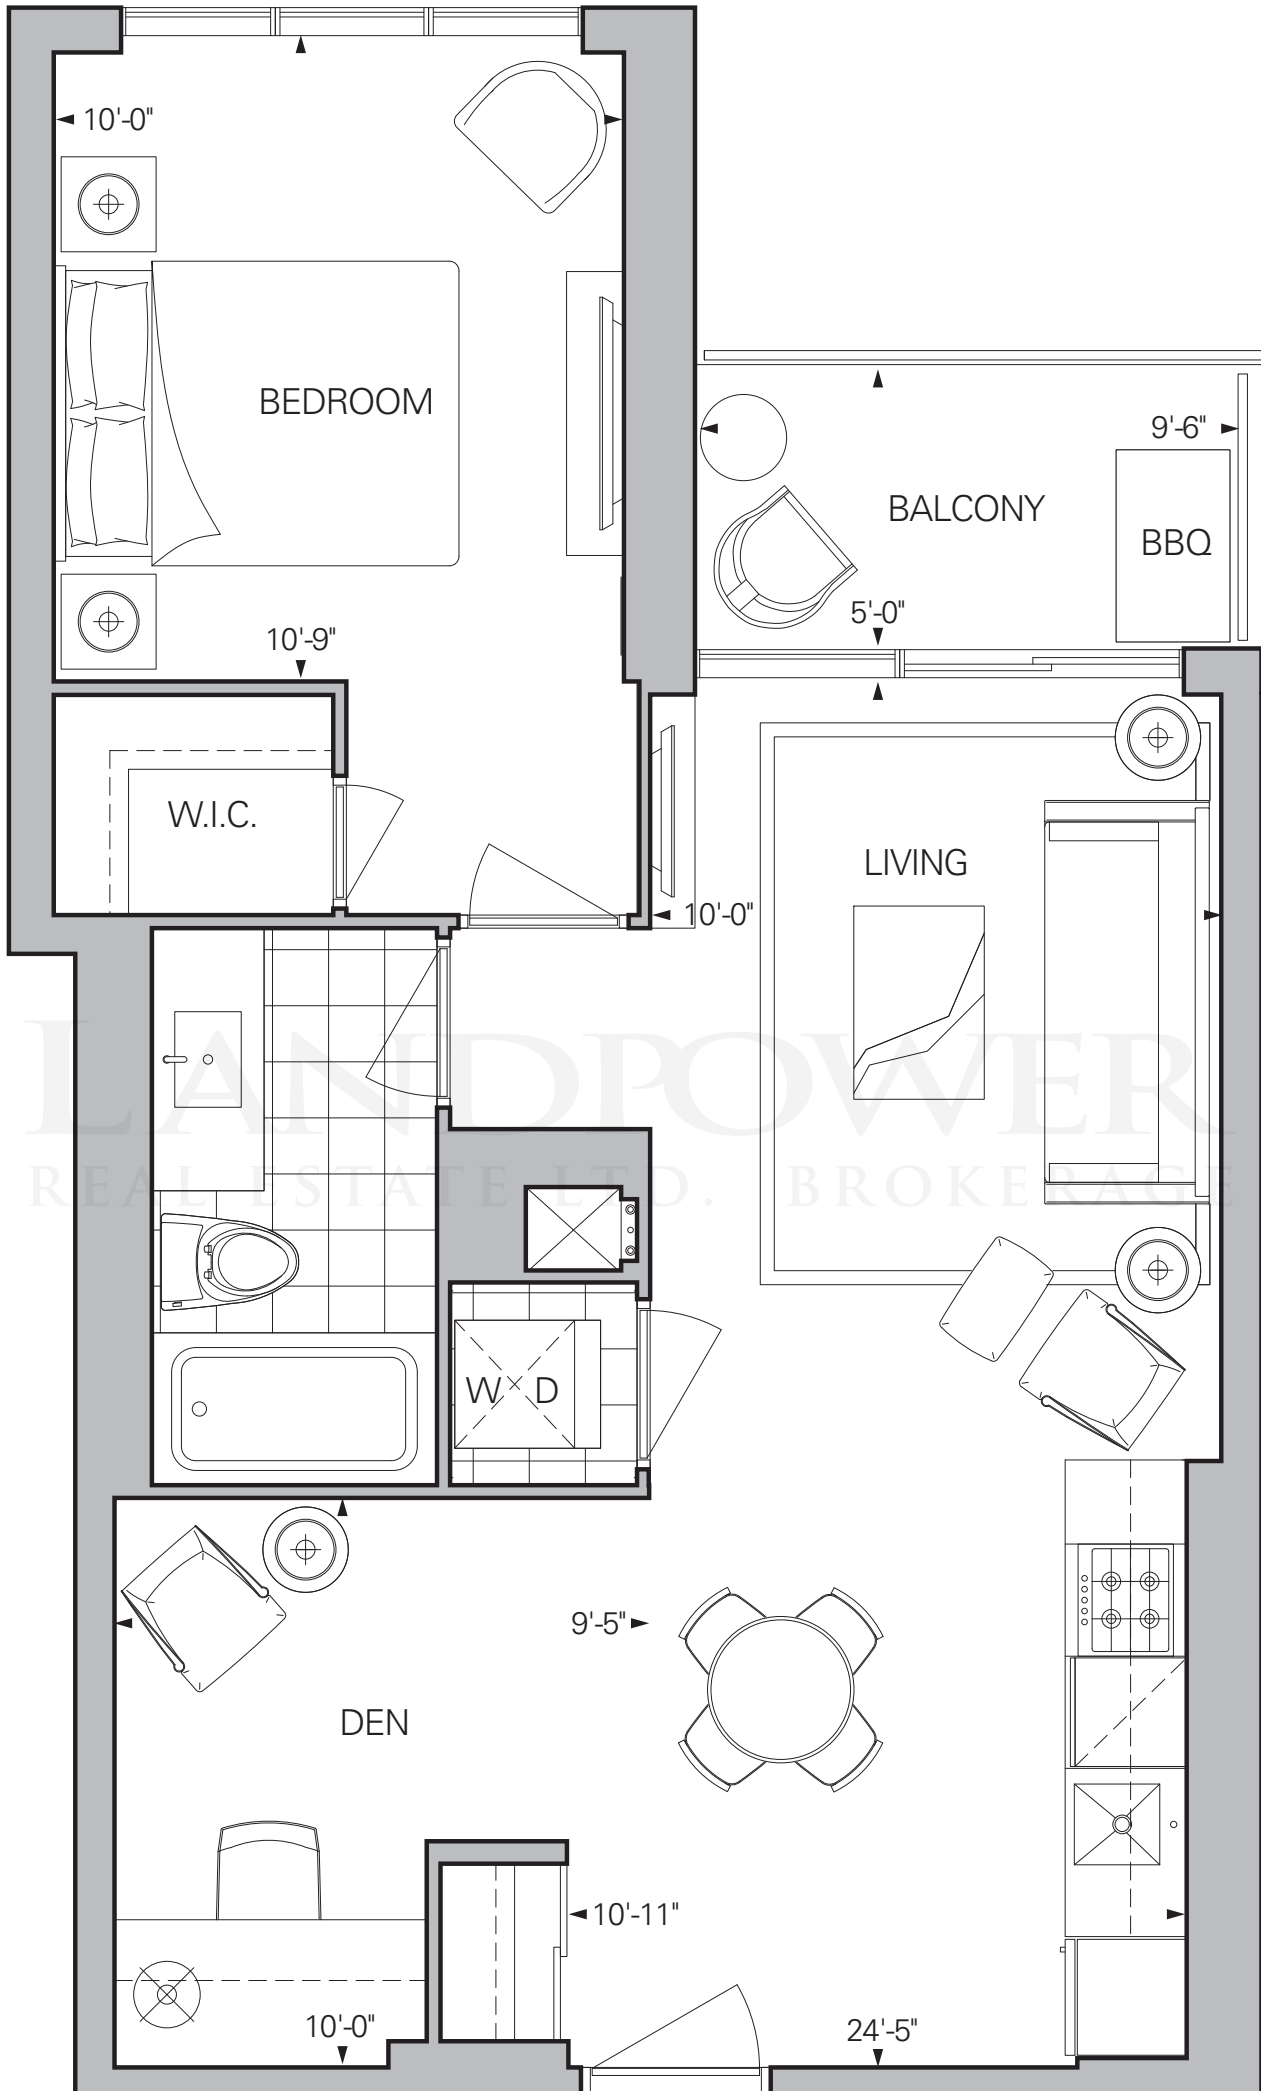 10'-0"
BEDROOM
9'-6"
BALCONY
BBQ
5'-0"
10'-9"
W.I.C.
LIVING
10'-0"
LANDPOWER
REAL ESTATE LTD. BROKERAGE
W D
9'-5"
DEN
10'-11"
10'-0"
24'-5"